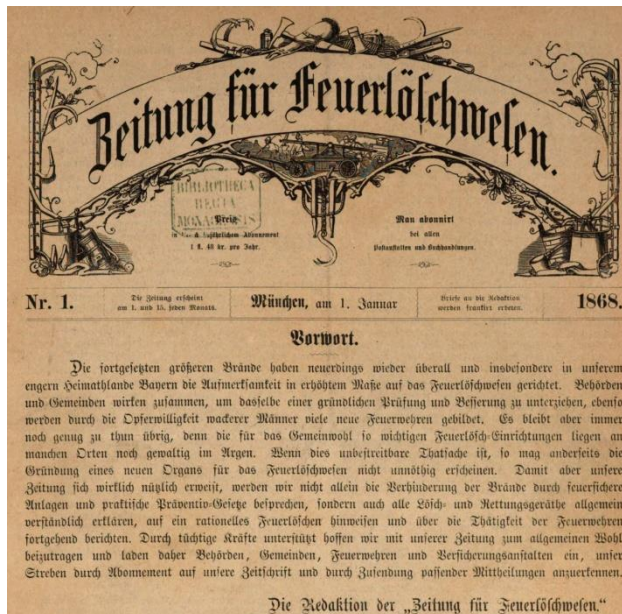 Zeitung für Feuerlöschwesen.
BIBLIOTHECA
REGIA
MONACENSIS
Preis
Abonnement
1 fl. 48 kr. pro Jahr.
Man abonnirt
bei allen
Postanstalten und Buchhandlungen.
Nr. 1.
Die Zeitung erscheint
am 1. und 15. jeden Monats.
München, am 1. Januar
Briefe an die Redaktion
werden frankirt erbeten.
1868.
Vorwort.
Die fortgesetzten größeren Brände haben neuerdings wieder überall und insbesondere in unserem
engern Heimathlande Bayern die Aufmerksamkeit in erhöhtem Maße auf das Feuerlöschwesen gerichtet. Behörden
und Gemeinden wirken zusammen, um dasselbe einer gründlichen Prüfung und Besserung zu unterziehen, ebenso
werden durch die Opferwilligkeit wackerer Männer viele neue Feuerwehren gebildet. Es bleibt aber immer
noch genug zu thun übrig, denn die für das Gemeinwohl so wichtigen Feuerlösch-Einrichtungen liegen an
manchen Orten noch gewaltig im Argen. Wenn dies unbestreitbare Thatsache ist, so mag anderseits die
Gründung eines neuen Organs für das Feuerlöschwesen nicht unnöthig erscheinen. Damit aber unsere
Zeitung sich wirklich nützlich erweist, werden wir nicht allein die Verhinderung der Brände durch feuersichere
Anlagen und praktische Präventiv-Gesetze besprechen, sondern auch alle Lösch- und Rettungsgeräthe allgemein
verständlich erklären, auf ein rationelles Feuerlöschen hinweisen und über die Thätigkeit der Feuerwehren
fortgehend berichten. Durch tüchtige Kräfte unterstützt hoffen wir mit unserer Zeitung zum allgemeinen Wohl
beizutragen und laden daher Behörden, Gemeinden, Feuerwehren und Versicherungsanstalten ein, unser
Streben durch Abonnement auf unsere Zeitschrift und durch Zusendung passender Mittheilungen anzuerkennen.
Die Redaktion der „Zeitung für Feuerlöschwesen.“